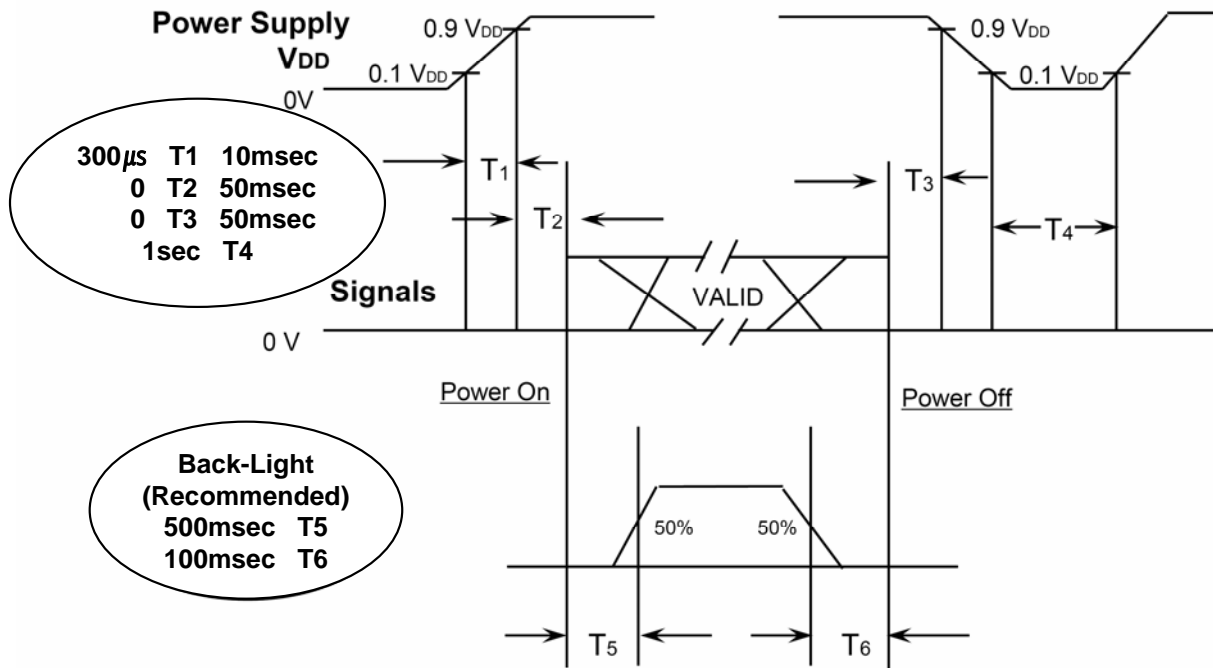 Power Supply
VDD
0.9 VDD
0.1 VDD
0V
0.9 VDD
0.1 VDD
300μs T1 10msec
0 T2 50msec
0 T3 50msec
1sec T4
T1
T2
T3
T4
Signals
VALID
0 V
Power On
Power Off
Back-Light
(Recommended)
500msec T5
100msec T6
50%
50%
T5
T6